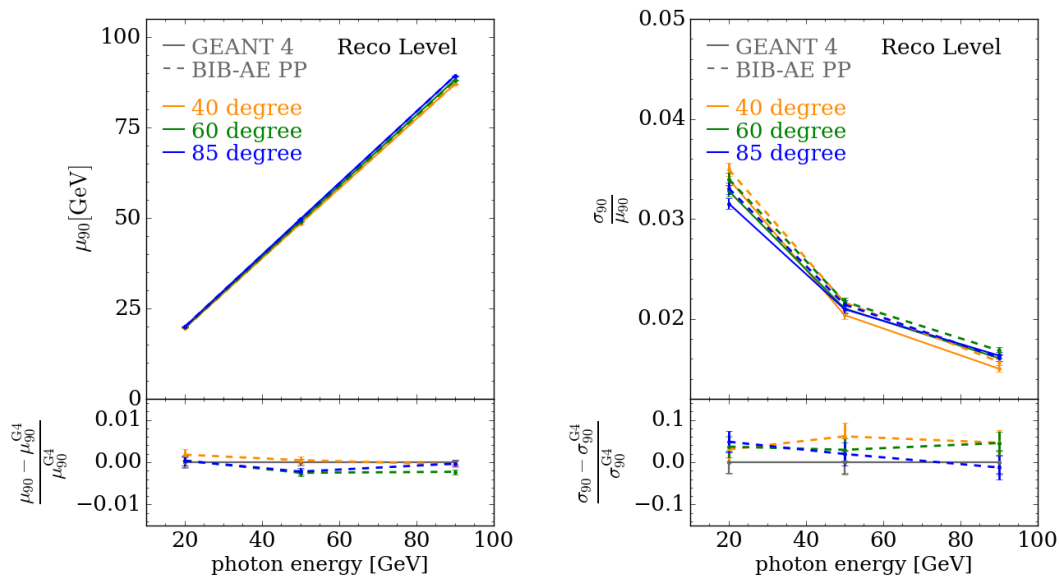 100
75
50
25
0
μ90[GeV]
GEANT 4
BIB-AE PP
Reco Level
40 degree
60 degree
85 degree
0.01
0.00
−0.01
μ90 − μ90^G4
μ90^G4
20 40 60 80 100
photon energy [GeV]
0.05
0.04
0.03
0.02
σ90
μ90
GEANT 4
BIB-AE PP
Reco Level
40 degree
60 degree
85 degree
0.1
0.0
−0.1
σ90 − σ90^G4
σ90^G4
20 40 60 80 100
photon energy [GeV]